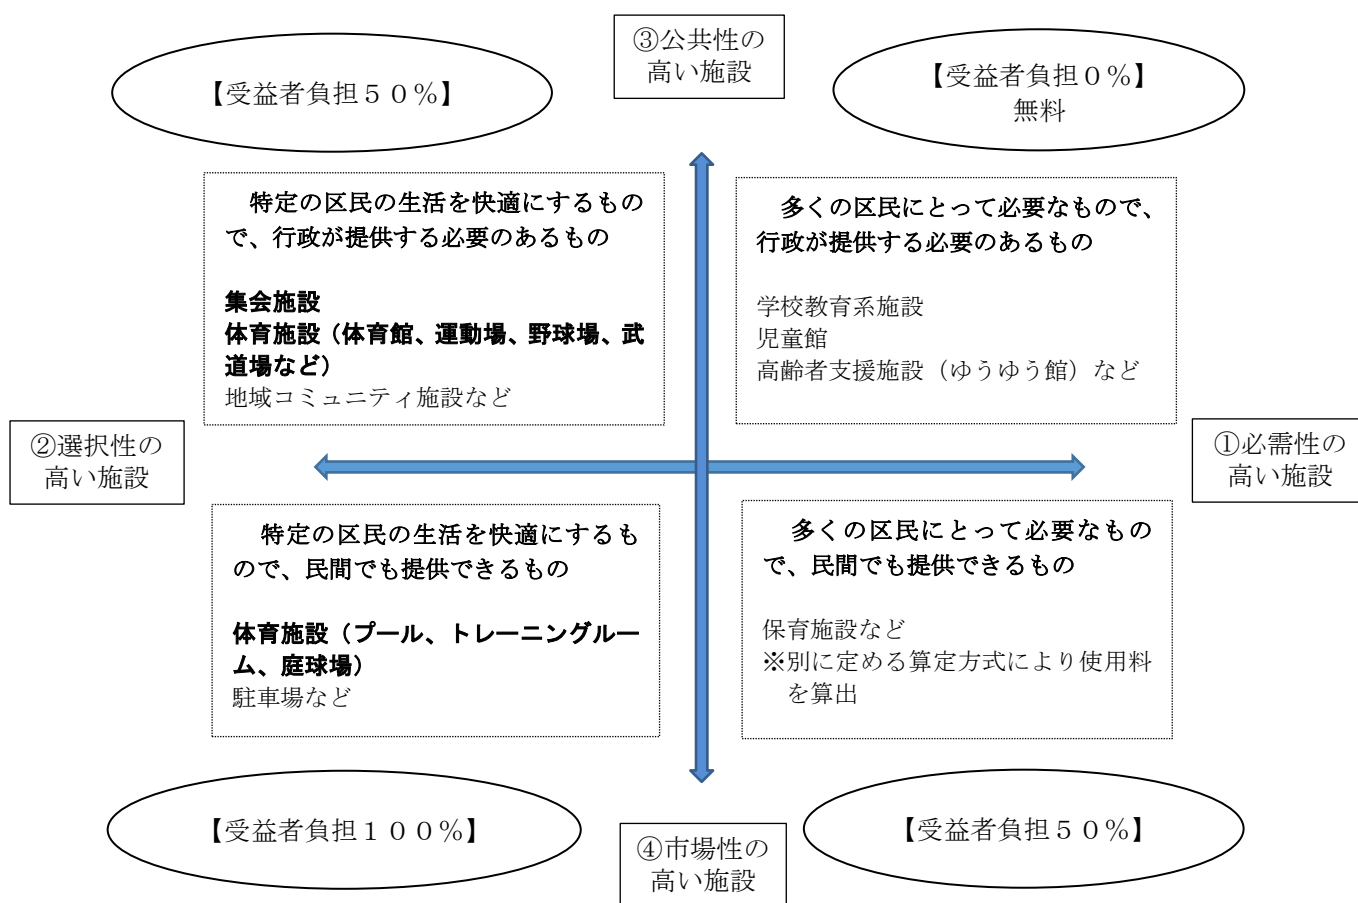 ③公共性の
高い施設
【受益者負担５０％】
【受益者負担０％】
無料
　特定の区民の生活を快適にするもの
で、行政が提供する必要のあるもの
集会施設
体育施設（体育館、運動場、野球場、武
道場など）
地域コミュニティ施設など
　多くの区民にとって必要なもので、
行政が提供する必要のあるもの
学校教育系施設
児童館
高齢者支援施設（ゆうゆう館）など
②選択性の
高い施設
①必需性の
高い施設
　特定の区民の生活を快適にするも
ので、民間でも提供できるもの
体育施設（プール、トレーニングルー
ム、庭球場）
駐車場など
　多くの区民にとって必要なもの
で、民間でも提供できるもの
保育施設など
※別に定める算定方式により使用料
を算出
【受益者負担１００％】
【受益者負担５０％】
④市場性の
高い施設